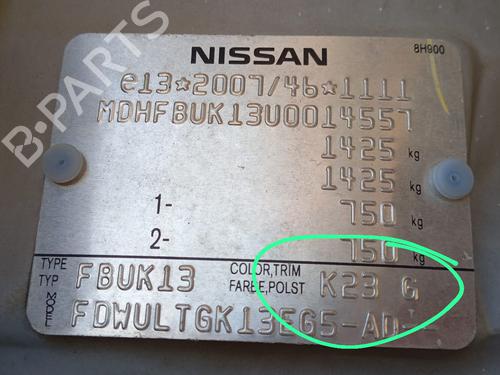 NISSAN
8H900
e13*2007/46*1111
MDHFBUK13U0014557
1425 kg
1425 kg
1- 750 kg
2- 750 kg
TYPE TYP FBUK13 COLOR,TRIM FARBE,POLST K23 G
MODEL FDWULTGK13EG5-AD--
B-PARTS